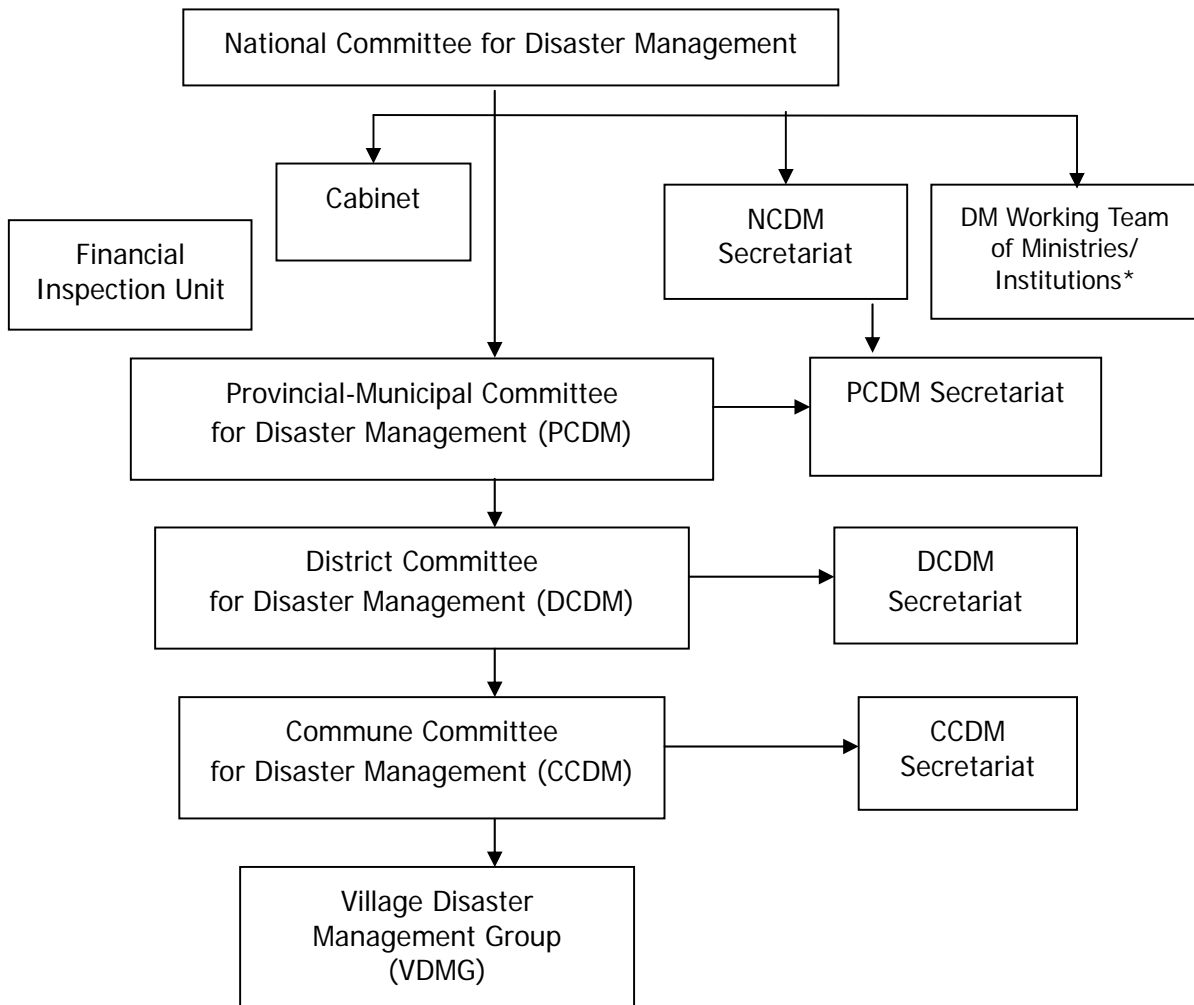 National Committee for Disaster Management
Cabinet
NCDM
Secretariat
DM Working Team
of Ministries/
Institutions*
Financial
Inspection Unit
Provincial-Municipal Committee
for Disaster Management (PCDM)
PCDM Secretariat
District Committee
for Disaster Management (DCDM)
DCDM
Secretariat
Commune Committee
for Disaster Management (CCDM)
CCDM
Secretariat
Village Disaster
Management Group
(VDMG)